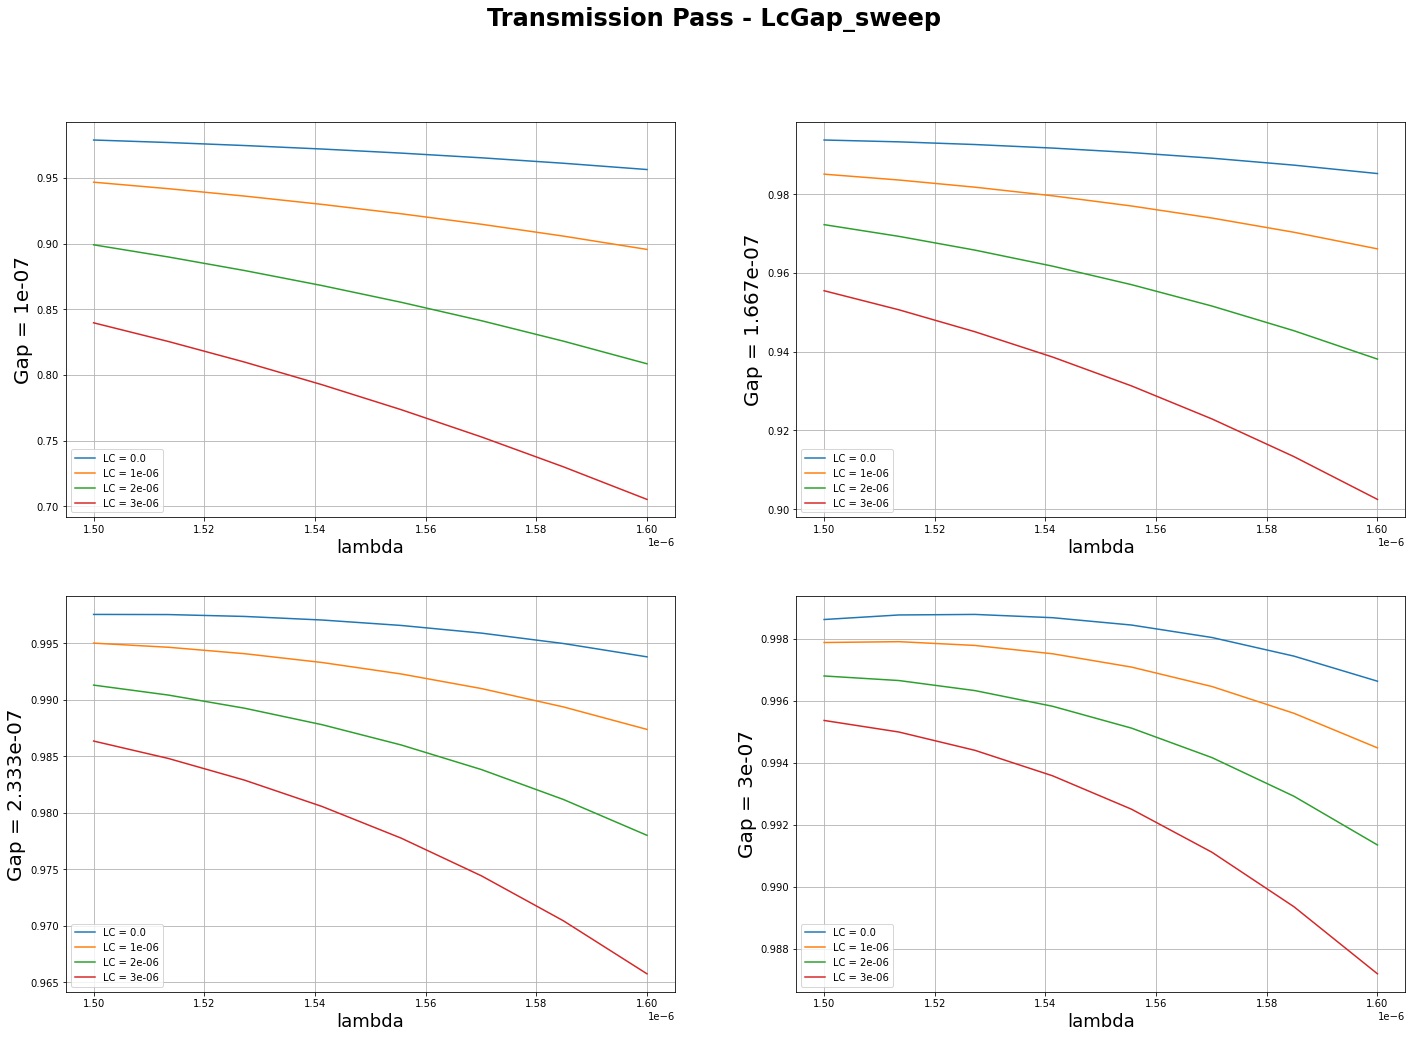 Transmission Pass - LcGap_sweep
Gap = 1e-07
0.95
0.90
0.85
0.80
0.75
0.70
LC = 0.0
LC = 1e-06
LC = 2e-06
LC = 3e-06
1.50 1.52 1.54 1.56 1.58 1.60
1e−6
lambda
Gap = 1.667e-07
0.98
0.96
0.94
0.92
0.90
LC = 0.0
LC = 1e-06
LC = 2e-06
LC = 3e-06
1.50 1.52 1.54 1.56 1.58 1.60
1e−6
lambda
Gap = 2.333e-07
0.995
0.990
0.985
0.980
0.975
0.970
0.965
LC = 0.0
LC = 1e-06
LC = 2e-06
LC = 3e-06
1.50 1.52 1.54 1.56 1.58 1.60
1e−6
lambda
Gap = 3e-07
0.998
0.996
0.994
0.992
0.990
0.988
LC = 0.0
LC = 1e-06
LC = 2e-06
LC = 3e-06
1.50 1.52 1.54 1.56 1.58 1.60
1e−6
lambda